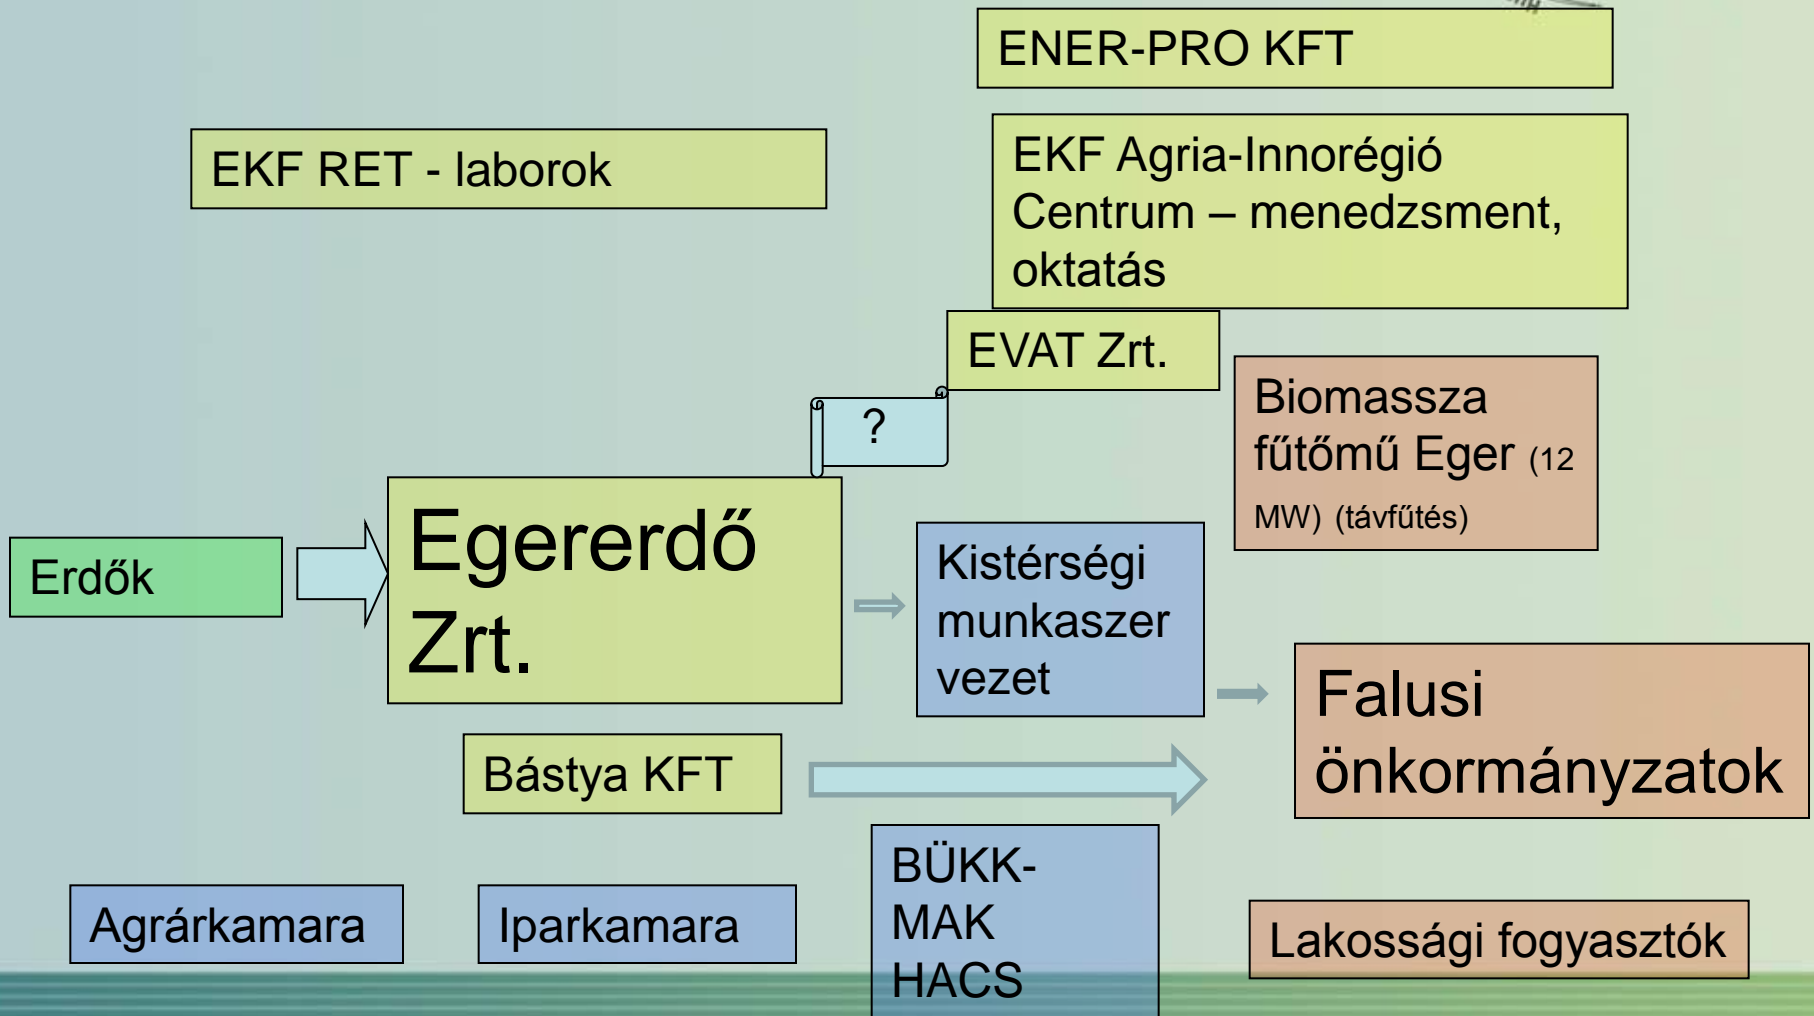 ENER-PRO KFT
EKF RET - laborok
EKF Agria-Innorégió
Centrum – menedzsment,
oktatás
EVAT Zrt.
?
Biomassza
fűtőmű Eger (12
MW) (távfűtés)
Egererdő
Zrt.
Erdők
Kistérségi
munkaszer
vezet
Falusi
önkormányzatok
Bástya KFT
BÜKK-
MAK
HACS
Agrárkamara
Iparkamara
Lakossági fogyasztók